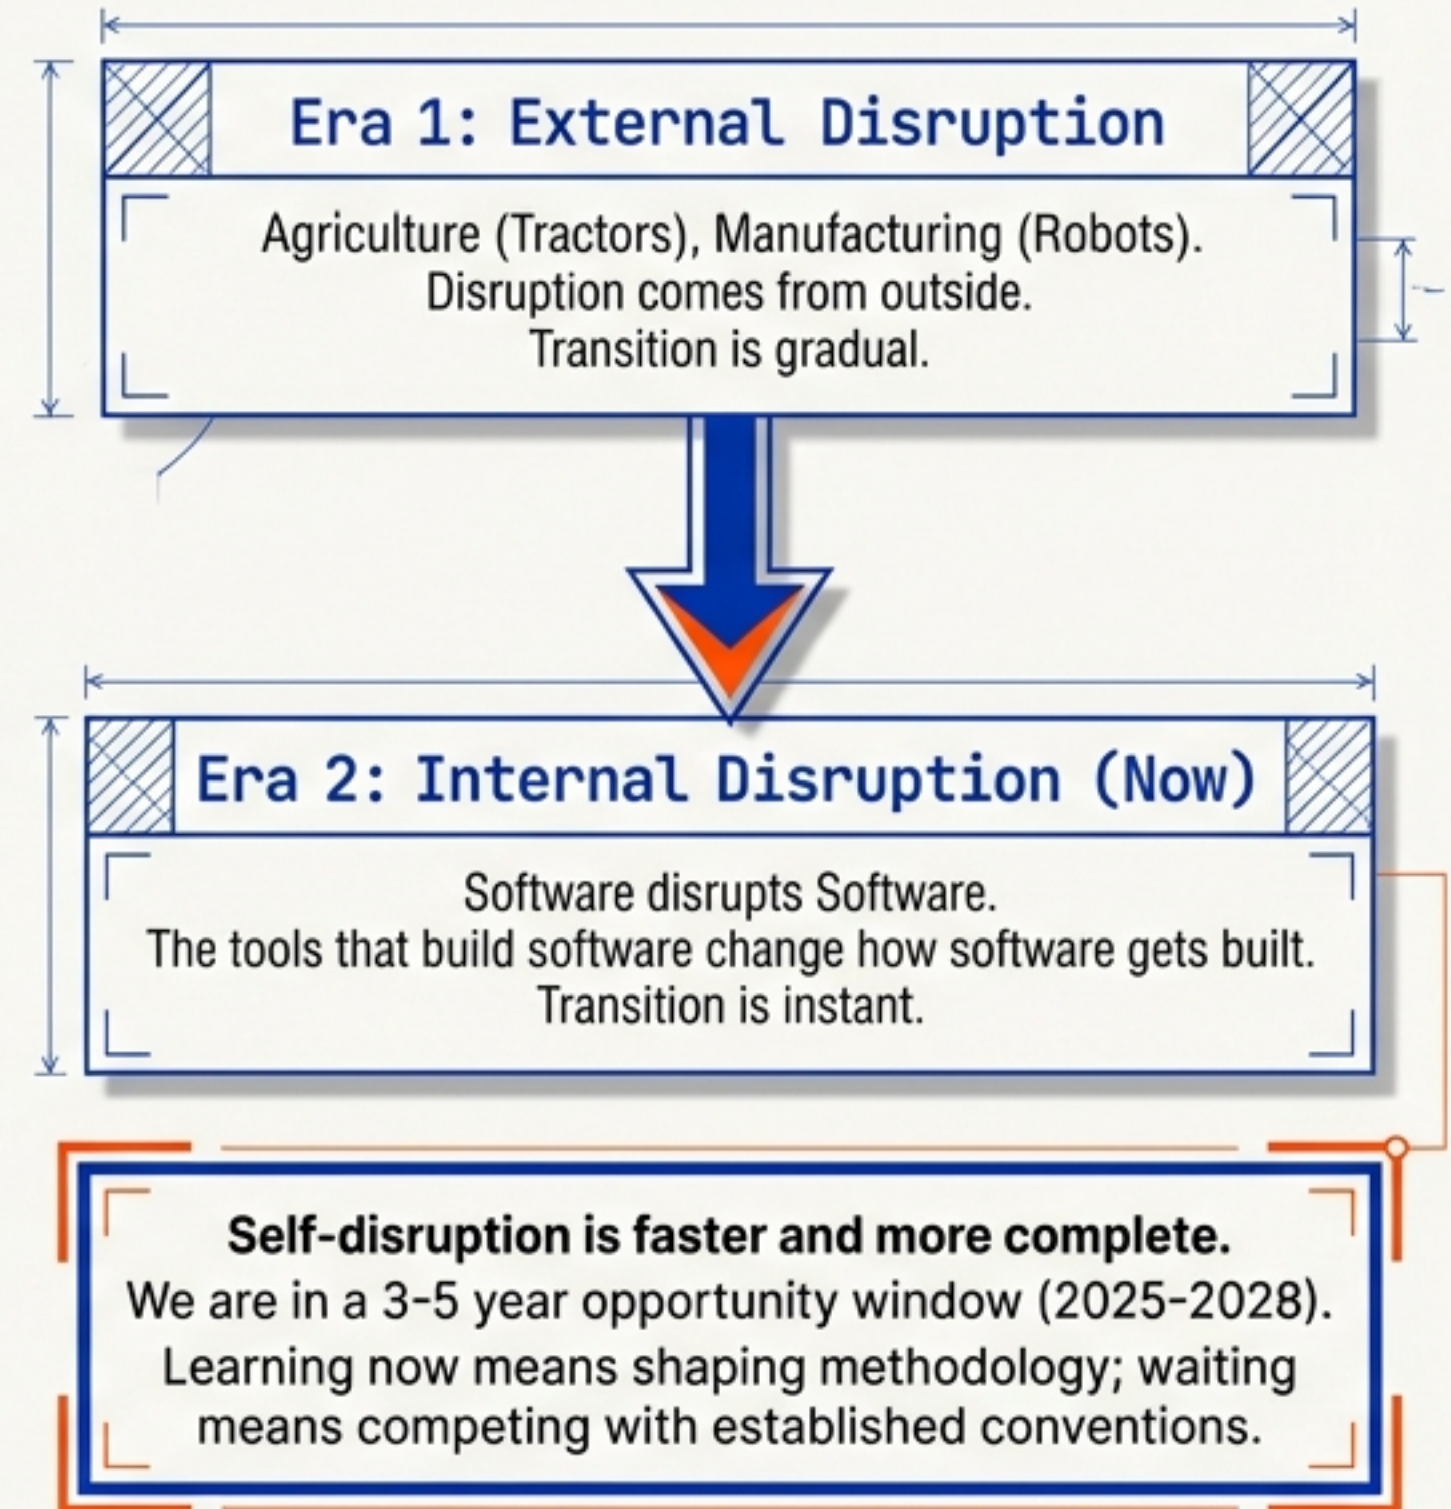 Era 1: External Disruption
Agriculture (Tractors), Manufacturing (Robots).
Disruption comes from outside.
Transition is gradual.
Era 2: Internal Disruption (Now)
Software disrupts Software.
The tools that build software change how software gets built.
Transition is instant.
Self-disruption is faster and more complete.
We are in a 3-5 year opportunity window (2025-2028).
Learning now means shaping methodology; waiting
means competing with established conventions.